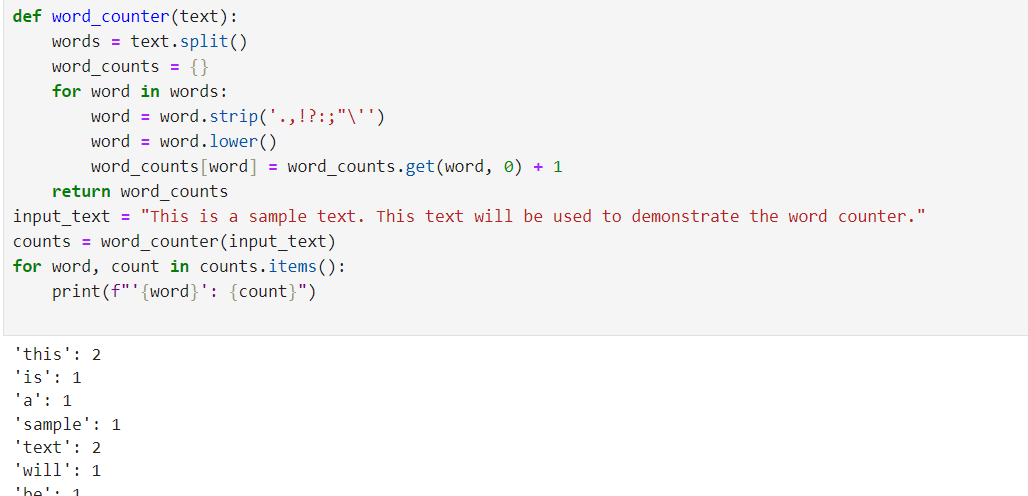 def word_counter(text):
    words = text.split()
    word_counts = {}
    for word in words:
        word = word.strip('.,!?:;"\'')
        word = word.lower()
        word_counts[word] = word_counts.get(word, 0) + 1
    return word_counts
input_text = "This is a sample text. This text will be used to demonstrate the word counter."
counts = word_counter(input_text)
for word, count in counts.items():
    print(f"'{word}': {count}")
'this': 2
'is': 1
'a': 1
'sample': 1
'text': 2
'will': 1
'be': 1